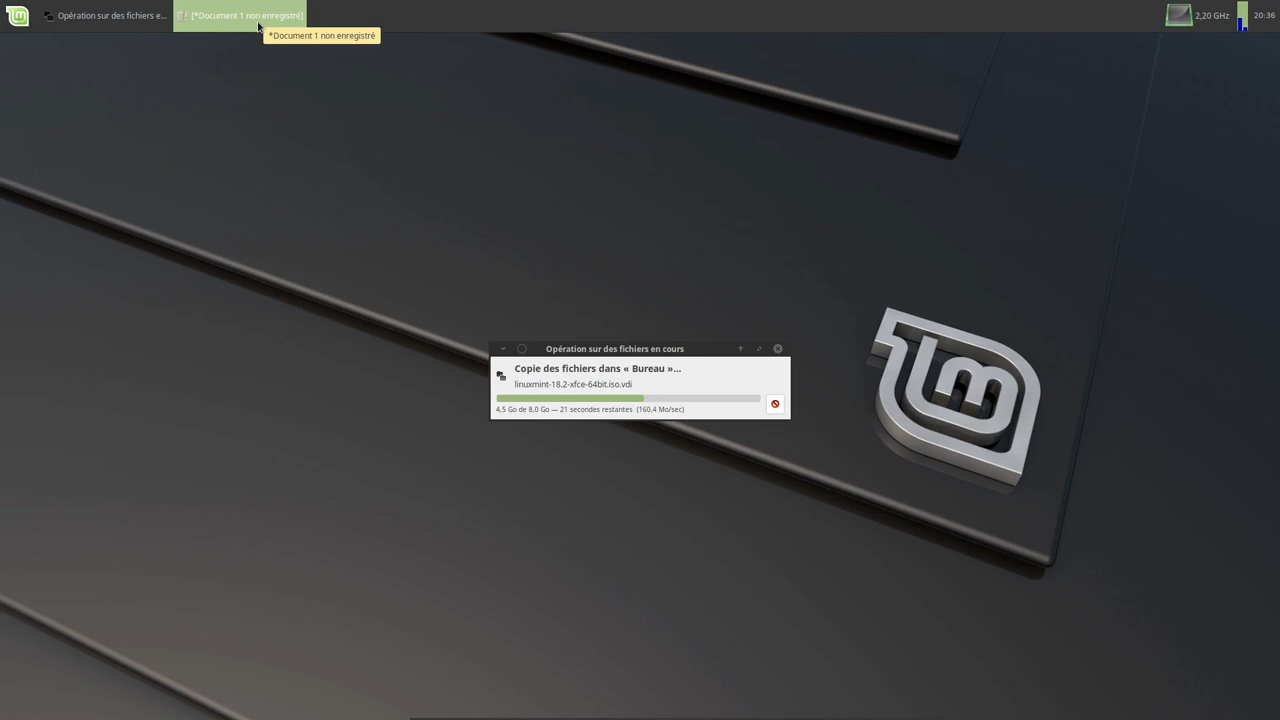 Opération sur des fichiers e...
[*Document 1 non enregistré]
2,20 GHz
20:36
*Document 1 non enregistré
Opération sur des fichiers en cours
Copie des fichiers dans « Bureau »...
linuxmint-18.2-xfce-64bit.iso.vdi
4,5 Go de 8,0 Go — 21 secondes restantes (160,4 Mo/sec)